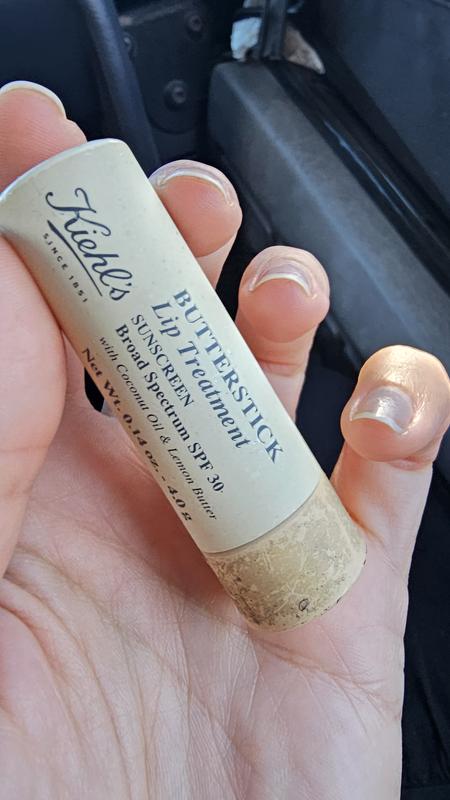 Kiehl's
SINCE 1851
BUTTERSTICK
Lip Treatment
SUNSCREEN
Broad Spectrum SPF 30
with Coconut Oil & Lemon Butter
Net Wt. 0.14 oz. - 4.0 g